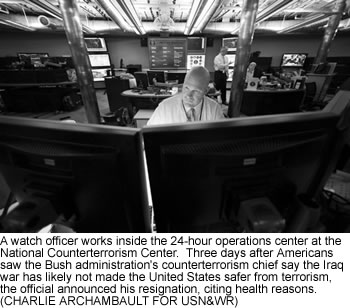 A watch officer works inside the 24-hour operations center at the
National Counterterrorism Center.  Three days after Americans
saw the Bush administration's counterterrorism chief say the Iraq
war has likely not made the United States safer from terrorism,
the official announced his resignation, citing health reasons.
(CHARLIE ARCHAMBAULT FOR USN&WR)